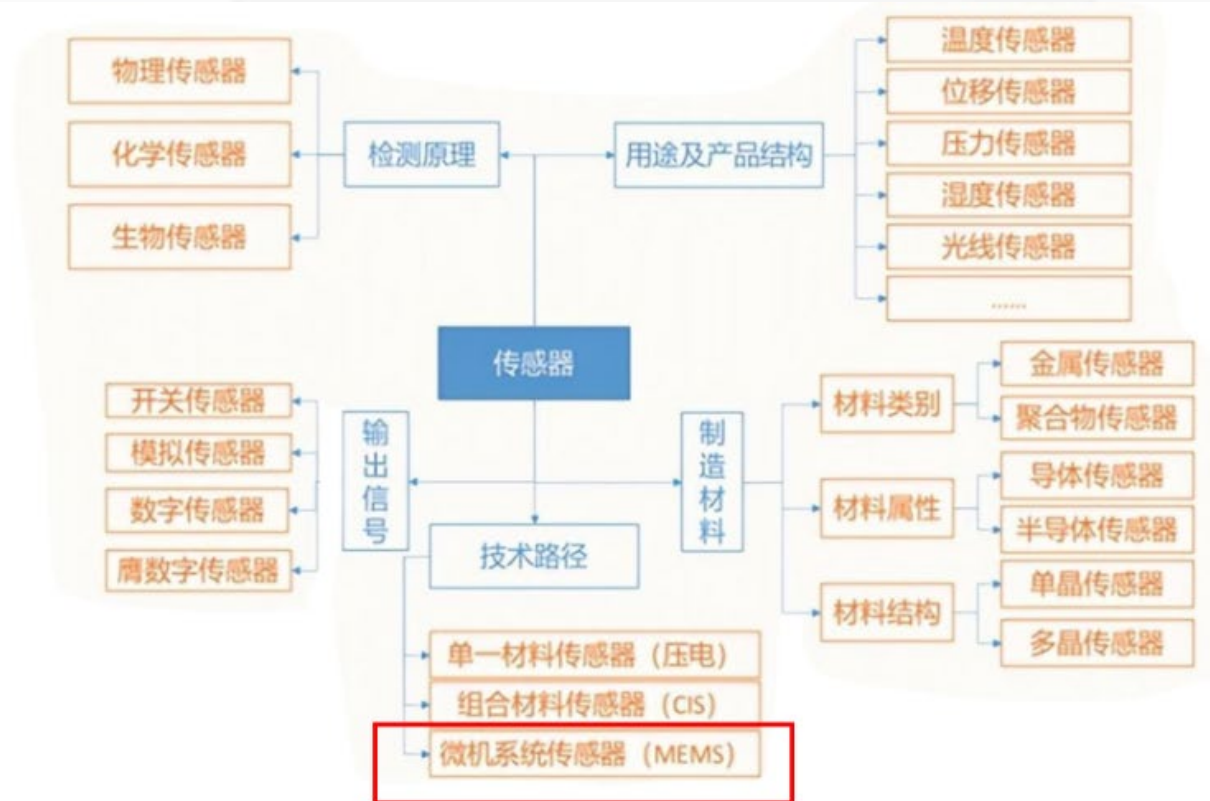 物理传感器
化学传感器
生物传感器
检测原理
用途及产品结构
温度传感器
位移传感器
压力传感器
湿度传感器
光线传感器
......
传感器
开关传感器
模拟传感器
数字传感器
膺数字传感器
输出信号
技术路径
单一材料传感器（压电）
组合材料传感器（CIS）
微机系统传感器（MEMS）
制造材料
材料类别
金属传感器
聚合物传感器
材料属性
导体传感器
半导体传感器
材料结构
单晶传感器
多晶传感器